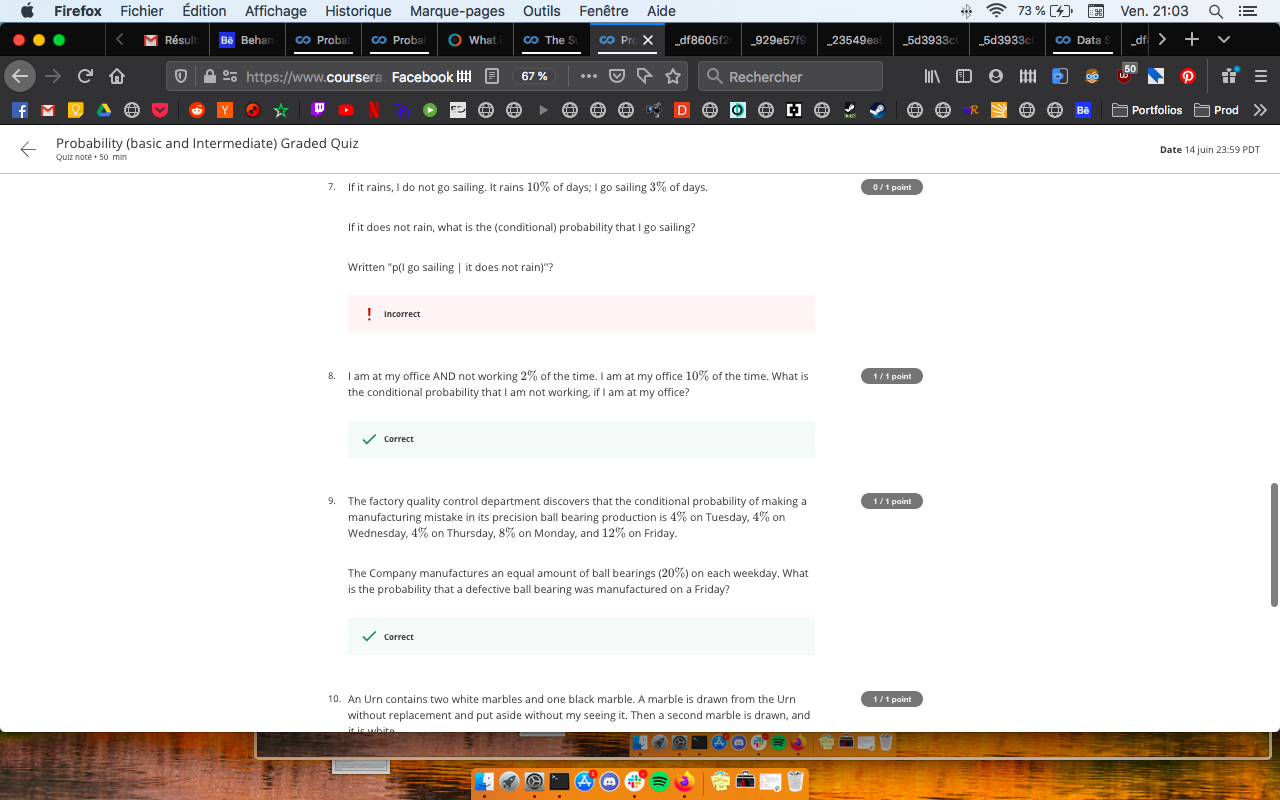 Firefox Fichier Édition Affichage Historique Marque-pages Outils Fenêtre Aide 73 % Ven. 21:03
Résult Behan Proba Proba What i The Su Pro _df8605f2 _929e57f9 _23549ea _5d3933c _5d3933c Data S _df
https://www.coursera Facebook 67 % Rechercher 50
Bē Portfolios Prod
Probability (basic and Intermediate) Graded Quiz
Quiz noté • 50 min
Date 14 juin 23:59 PDT
7. If it rains, I do not go sailing. It rains 10% of days; I go sailing 3% of days.
0 / 1 point
If it does not rain, what is the (conditional) probability that I go sailing?
Written "p(I go sailing | it does not rain)"?
! Incorrect
8. I am at my office AND not working 2% of the time. I am at my office 10% of the time. What is
1 / 1 point
the conditional probability that I am not working, if I am at my office?
Correct
9. The factory quality control department discovers that the conditional probability of making a
1 / 1 point
manufacturing mistake in its precision ball bearing production is 4% on Tuesday, 4% on
Wednesday, 4% on Thursday, 8% on Monday, and 12% on Friday.
The Company manufactures an equal amount of ball bearings (20%) on each weekday. What
is the probability that a defective ball bearing was manufactured on a Friday?
Correct
10. An Urn contains two white marbles and one black marble. A marble is drawn from the Urn
1 / 1 point
without replacement and put aside without my seeing it. Then a second marble is drawn, and
it is white